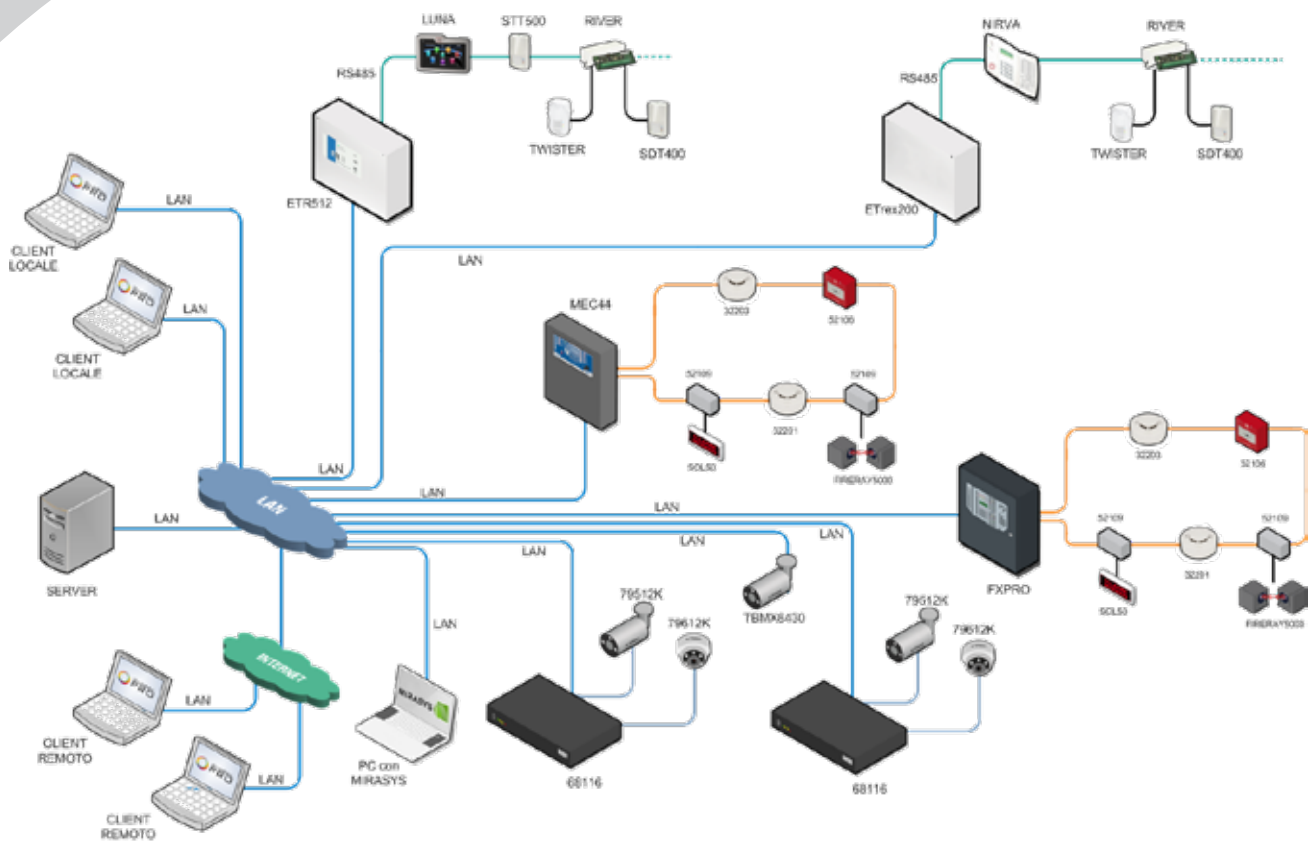 LUNA
STT500
RIVER
NIRVA
RIVER
RS485
RS485
TWISTER
SDT400
TWISTER
SDT400
ETR512
ETrex200
LAN
CLIENT
LOCALE
LAN
LAN
CLIENT
LOCALE
MEC44
32203
52106
52109
32201
52109
SOL50
FIRERAY5000
32203
52106
52109
32201
52109
SOL50
FIRERAY5000
FXPRO
LAN
LAN
LAN
LAN
LAN
LAN
LAN
LAN
LAN
SERVER
79512K
79612K
TBMX8430
79512K
79612K
LAN
INTERNET
LAN
CLIENT
REMOTO
LAN
CLIENT
REMOTO
MIRASYS
PC con
MIRASYS
68116
68116